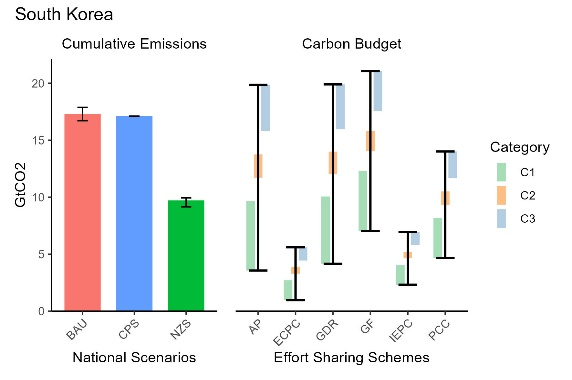 South Korea
Cumulative Emissions
Carbon Budget
GtCO2
20
15
10
5
0
BAU
CPS
NZS
AP
ECPC
GDR
GF
IEPC
PCC
National Scenarios
Effort Sharing Schemes
Category
C1
C2
C3